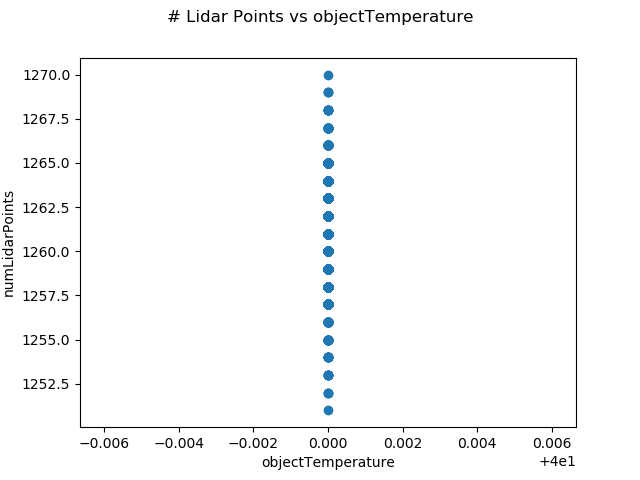 # Lidar Points vs objectTemperature
1270.0
1267.5
1265.0
1262.5
1260.0
1257.5
1255.0
1252.5
numLidarPoints
−0.006 −0.004 −0.002 0.000 0.002 0.004 0.006
objectTemperature
+4e1